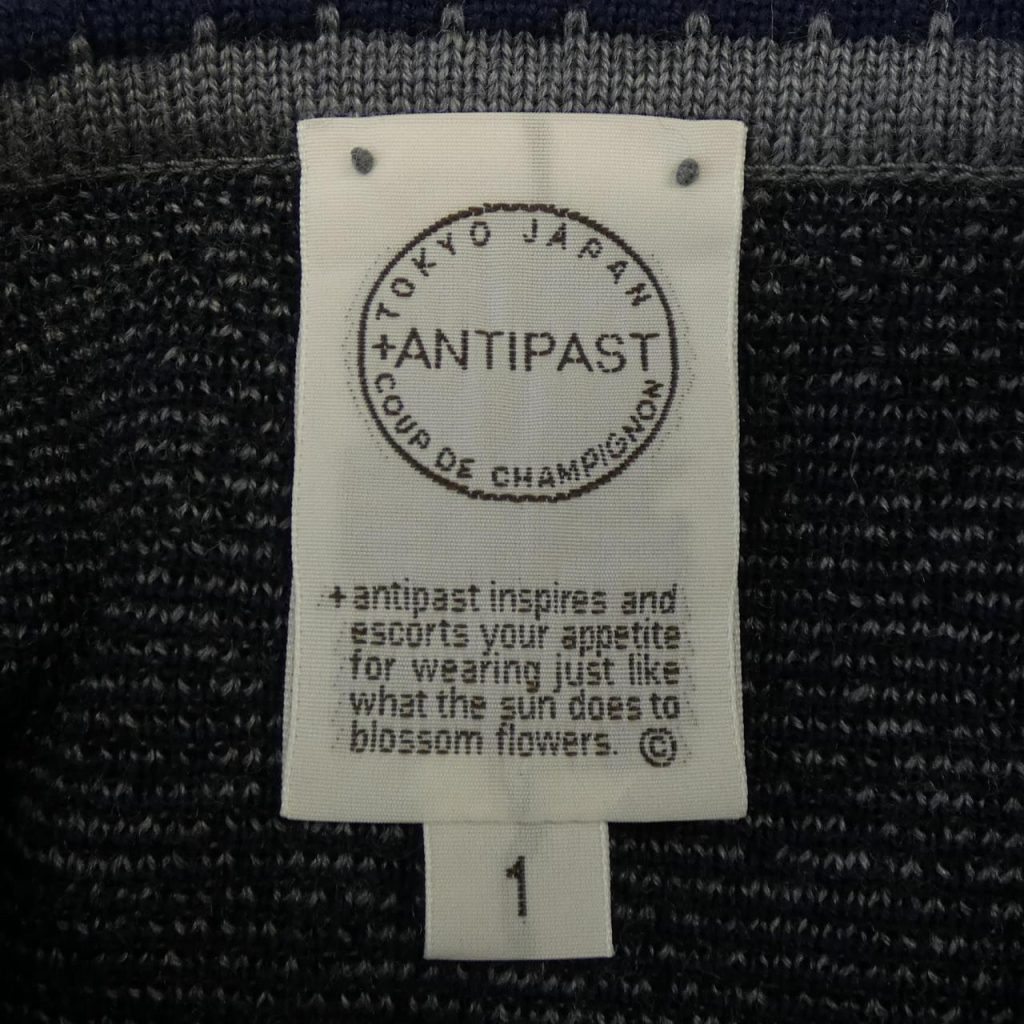 TOKYO JAPAN
+ANTIPAST
COUP DE CHAMPIGNON
+antipast inspires and
escorts your appetite
for wearing just like
what the sun does to
blossom flowers. ©
1